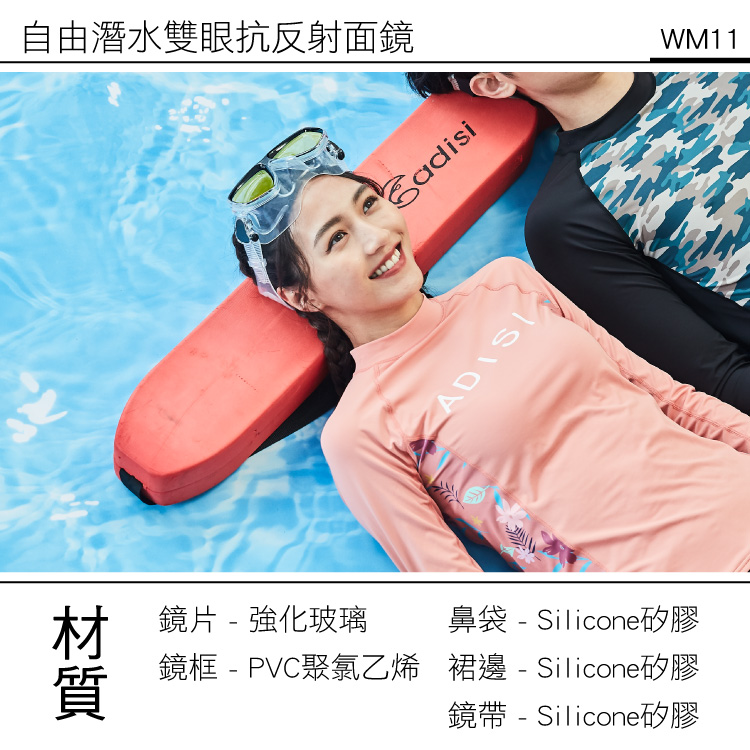 自由潛水雙眼抗反射面鏡
WM11
adisi
ADISI
材質
鏡片 - 強化玻璃
鏡框 - PVC聚氯乙烯
鼻袋 - Silicone矽膠
裙邊 - Silicone矽膠
鏡帶 - Silicone矽膠